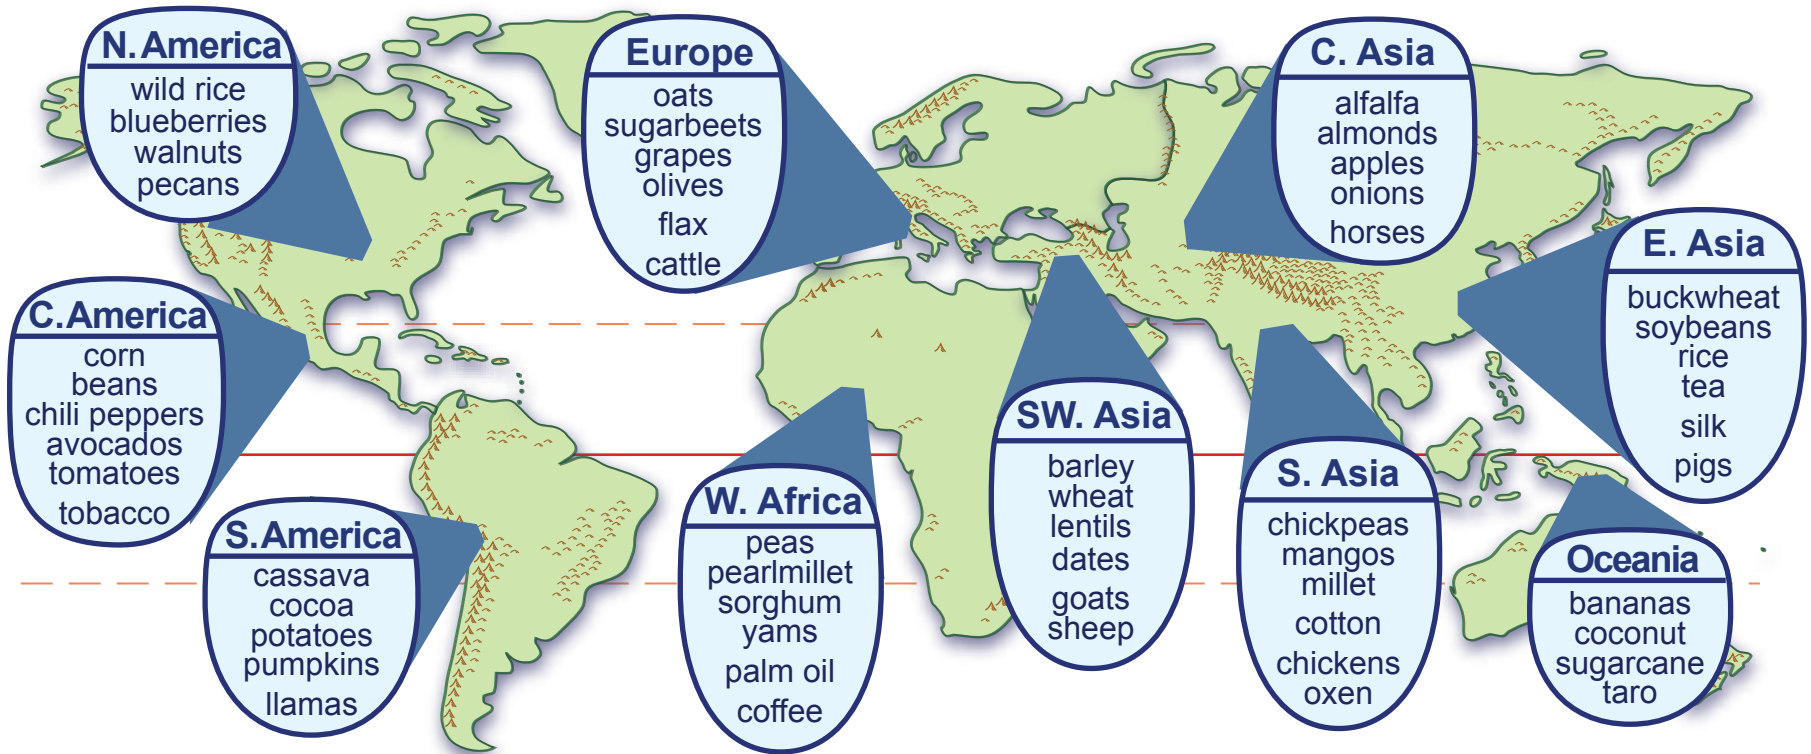 N. America
wild rice
blueberries
walnuts
pecans
Europe
oats
sugarbeets
grapes
olives
flax
cattle
C. Asia
alfalfa
almonds
apples
onions
horses
E. Asia
buckwheat
soybeans
rice
tea
silk
pigs
C. America
corn
beans
chili peppers
avocados
tomatoes
tobacco
S. America
cassava
cocoa
potatoes
pumpkins
llamas
W. Africa
peas
pearlmillet
sorghum
yams
palm oil
coffee
SW. Asia
barley
wheat
lentils
dates
goats
sheep
S. Asia
chickpeas
mangos
millet
cotton
chickens
oxen
Oceania
bananas
coconut
sugarcane
taro